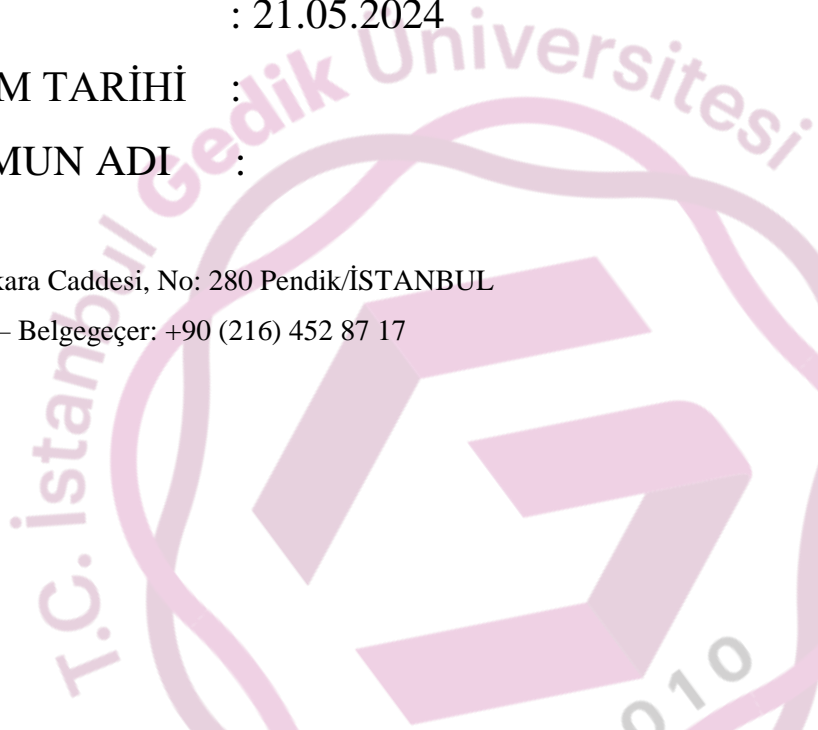 : 21.05.2024
M TARİHİ :
MUN ADI :
kara Caddesi, No: 280 Pendik/İSTANBUL
– Belgegeçer: +90 (216) 452 87 17
T.C. İstanbul Gedik Üniversitesi
010